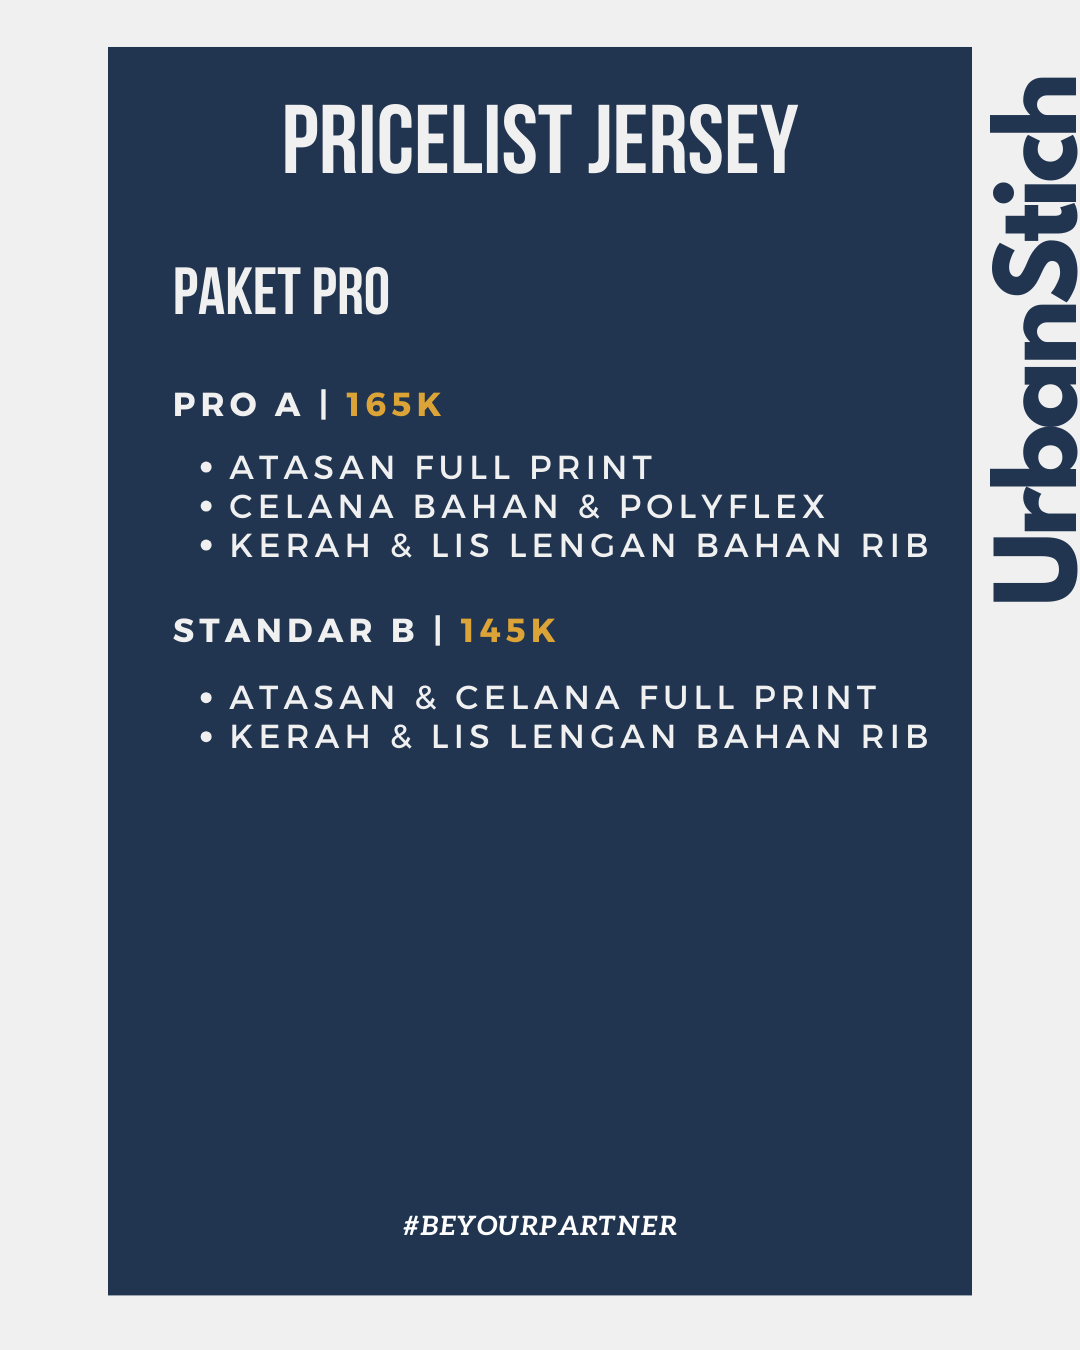 PRICELIST JERSEY
PAKET PRO
PRO A | 165K
• ATASAN FULL PRINT
• CELANA BAHAN & POLYFLEX
• KERAH & LIS LENGAN BAHAN RIB
STANDAR B | 145K
• ATASAN & CELANA FULL PRINT
• KERAH & LIS LENGAN BAHAN RIB
#BEYOURPARTNER
UrbanStich